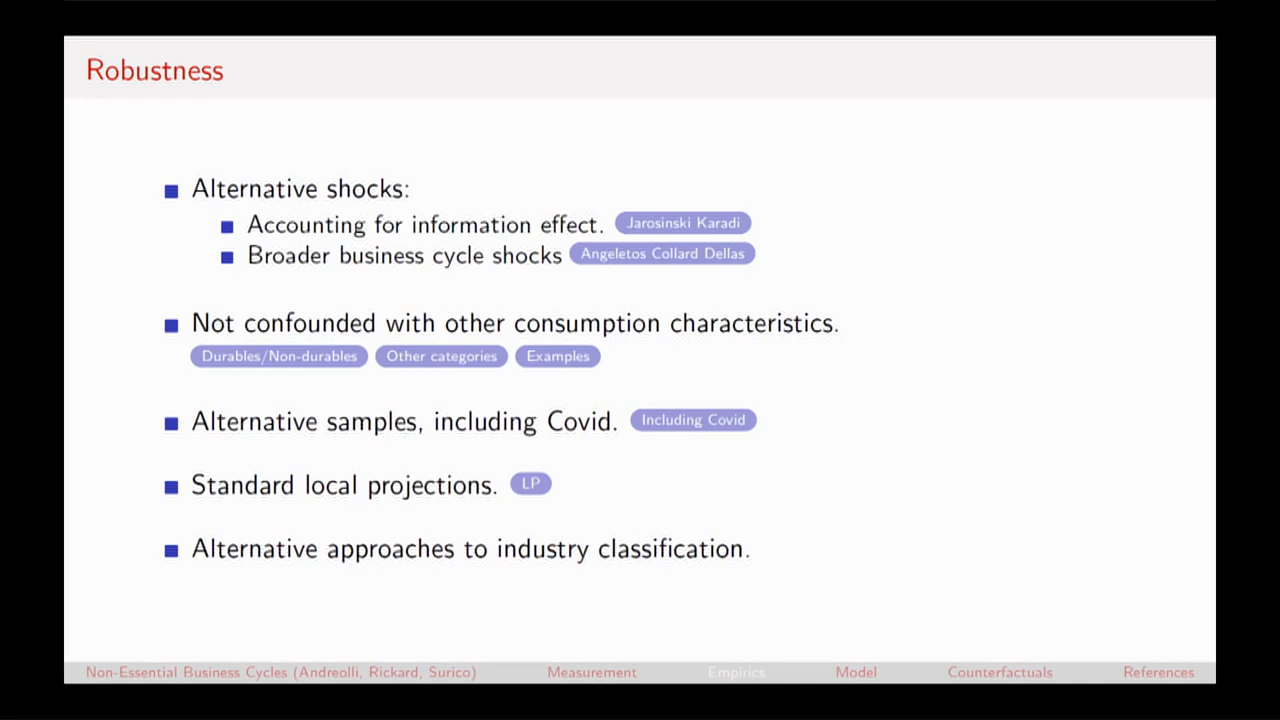 Robustness
Alternative shocks:
Accounting for information effect. Jarosinski Karadi
Broader business cycle shocks Angeletos Collard Dellas
Not confounded with other consumption characteristics.
Durables/Non-durables Other categories Examples
Alternative samples, including Covid. Including Covid
Standard local projections. LP
Alternative approaches to industry classification.
Non-Essential Business Cycles (Andreolli, Rickard, Surico) Measurement Empirics Model Counterfactuals References